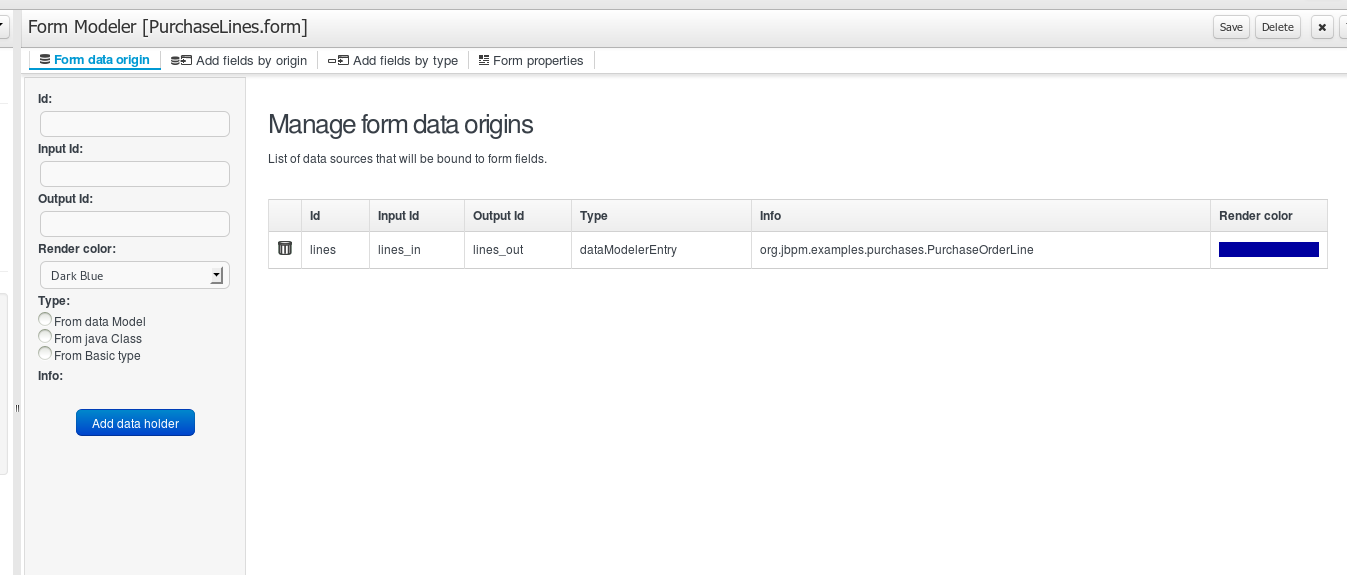 Form Modeler [PurchaseLines.form]
Save
Delete
Form data origin
Add fields by origin
Add fields by type
Form properties
Id:
Input Id:
Output Id:
Render color:
Dark Blue
Type:
From data Model
From java Class
From Basic type
Info:
Add data holder
Manage form data origins
List of data sources that will be bound to form fields.
Id Input Id Output Id Type Info Render color
lines lines_in lines_out dataModelerEntry org.jbpm.examples.purchases.PurchaseOrderLine